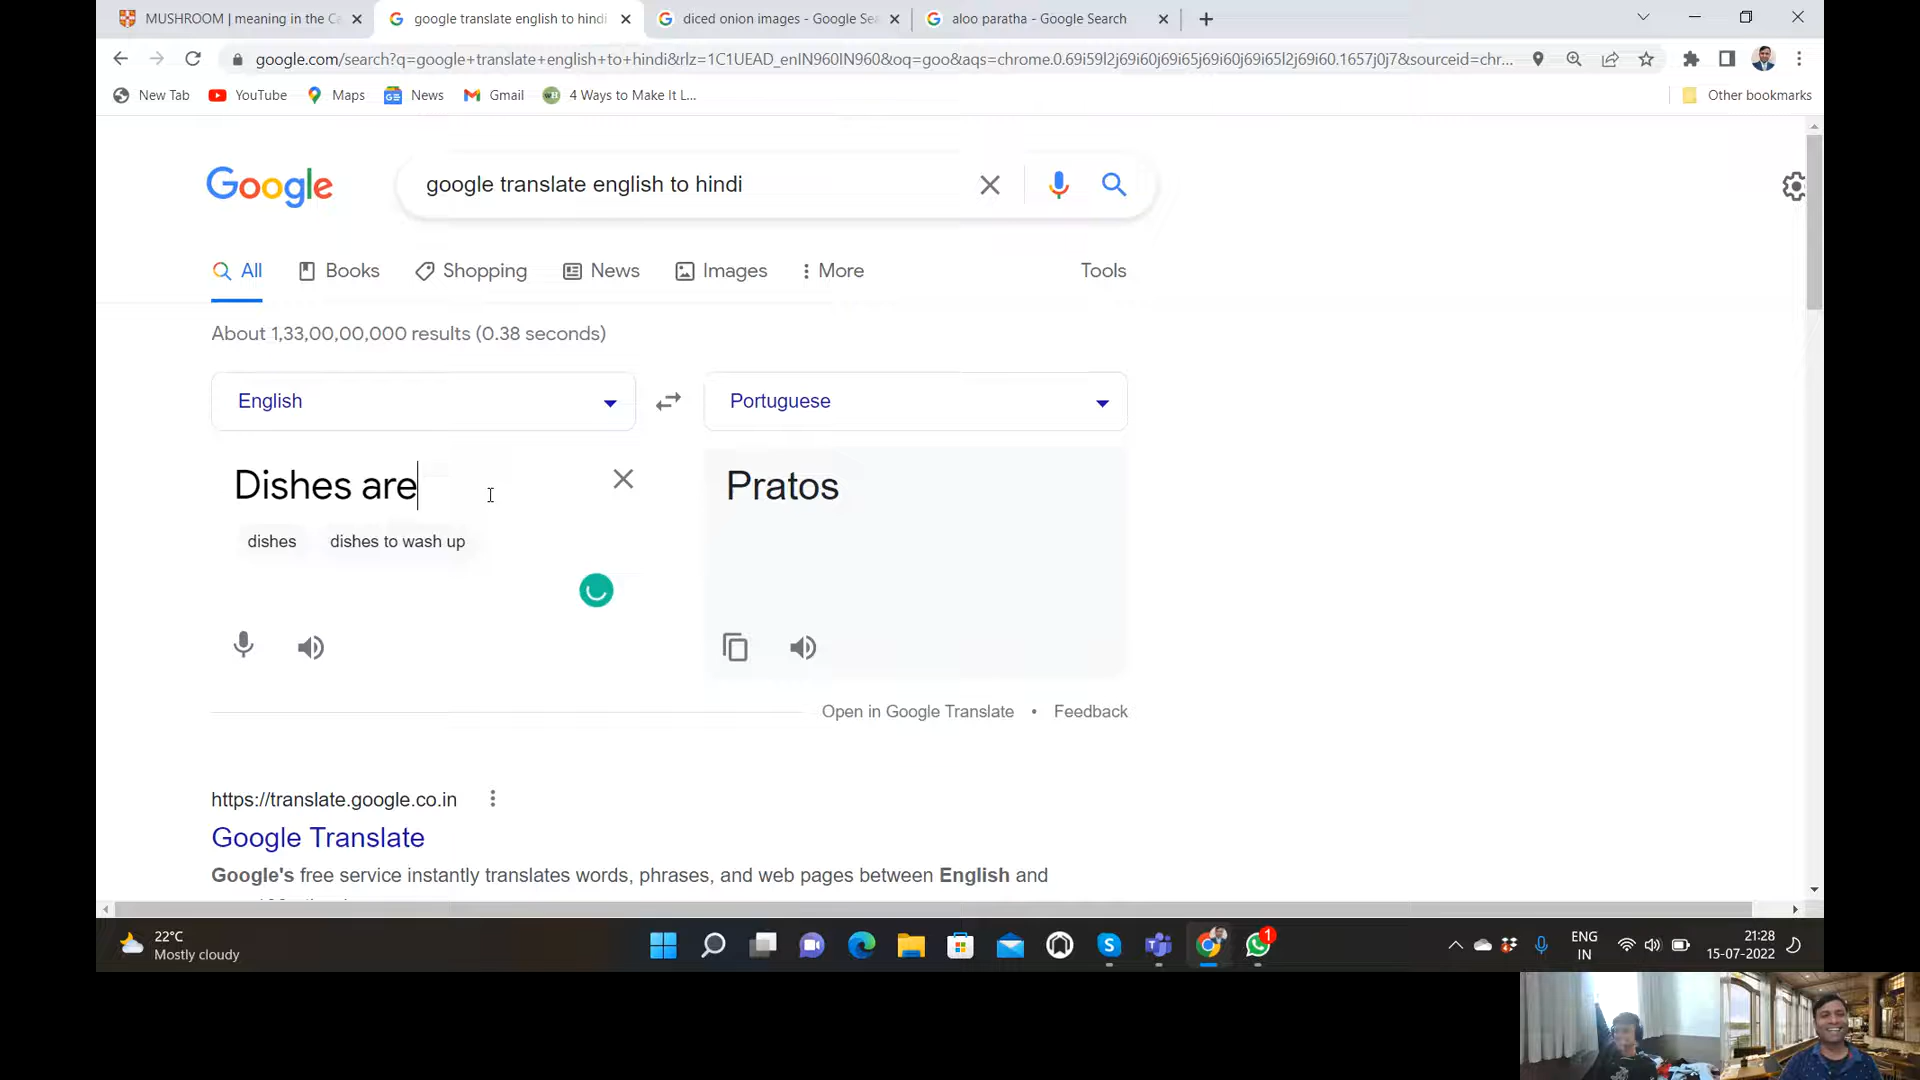 MUSHROOM | meaning in the Ca
google translate english to hindi
diced onion images - Google Sea
aloo paratha - Google Search
google.com/search?q=google+translate+english+to+hindi&rlz=1C1UEAD_enIN960IN960&oq=goo&aqs=chrome.0.69i59l2j69i60j69i65j69i60j69i65l2j69i60.1657j0j7&sourceid=chr...
New Tab
YouTube
Maps
News
Gmail
4 Ways to Make It L...
Other bookmarks
Google
google translate english to hindi
All
Books
Shopping
News
Images
More
Tools
About 1,33,00,00,000 results (0.38 seconds)
English
Portuguese
Dishes are
Pratos
dishes
dishes to wash up
Open in Google Translate • Feedback
https://translate.google.co.in
Google Translate
Google's free service instantly translates words, phrases, and web pages between English and
22°C
Mostly cloudy
1
ENG
IN
21:28
15-07-2022